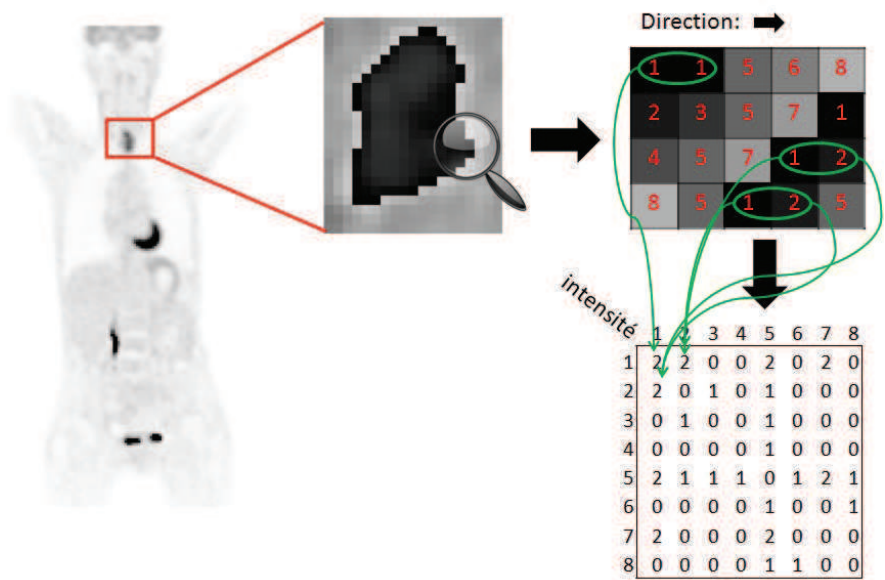 Direction:
1 1 5 6 8
2 3 5 7 1
4 5 7 1 2
8 5 1 2 5
intensité
1 2 3 4 5 6 7 8
1 2 2 0 0 2 0 2 0
2 2 0 1 0 1 0 0 0
3 0 1 0 0 1 0 0 0
4 0 0 0 0 1 0 0 0
5 2 1 1 1 0 1 2 1
6 0 0 0 0 1 0 0 1
7 2 0 0 0 2 0 0 0
8 0 0 0 0 1 1 0 0